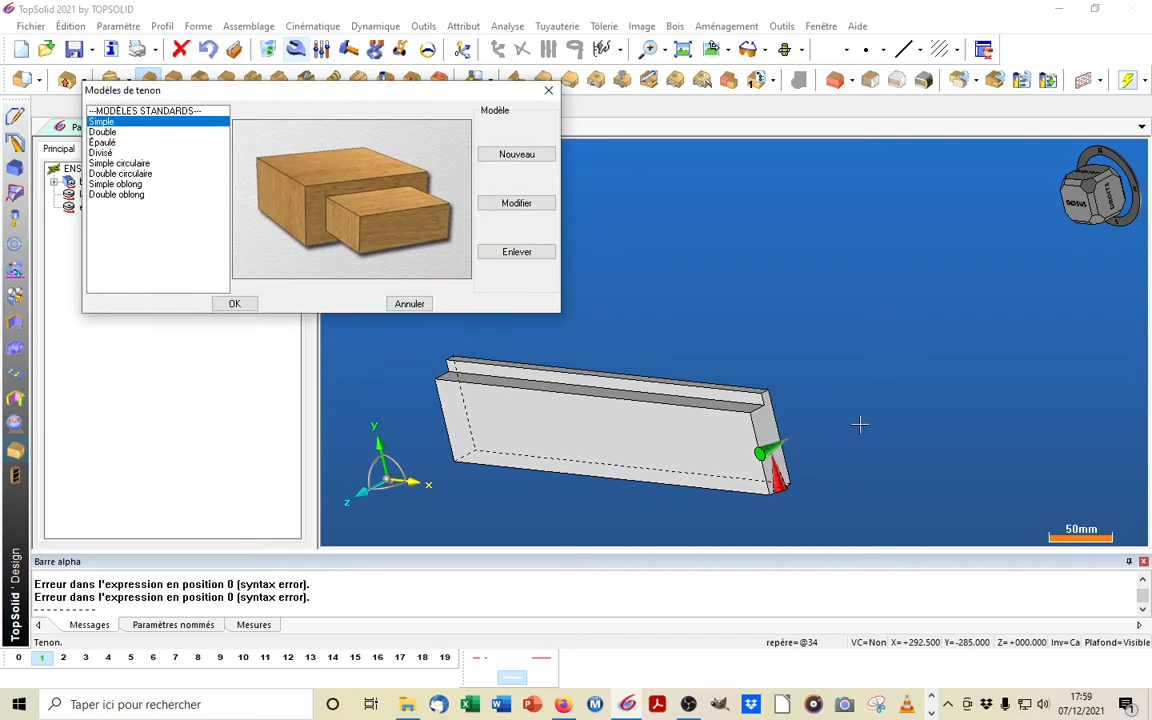 TopSolid 2021 by TOPSOLID
Fichier Édition Paramètre Profil Forme Assemblage Cinématique Dynamique Outils Attribut Analyse Tuyauterie Tôlerie Image Bois Aménagement Outils Fenêtre Aide
Modèles de tenon
---MODÈLES STANDARDS---
Simple
Double
Épaulé
Divisé
Simple circulaire
Double circulaire
Simple oblong
Double oblong
Modèle
Nouveau
Modifier
Enlever
OK Annuler
Pa
Principal
ENS
y
x
z
50mm
Barre alpha
Erreur dans l'expression en position 0 (syntax error).
Erreur dans l'expression en position 0 (syntax error).
----------
Messages Paramètres nommés Mesures
TopSolid'Design
Tenon. repère=@34 VC=Non X=+292.500 Y=-285.000 Z=+000.000 Inv=Ca Plafond=Visible
0 1 2 3 4 5 6 7 8 9 10 11 12 13 14 15 16 17 18 19
Taper ici pour rechercher
17:59
07/12/2021
1